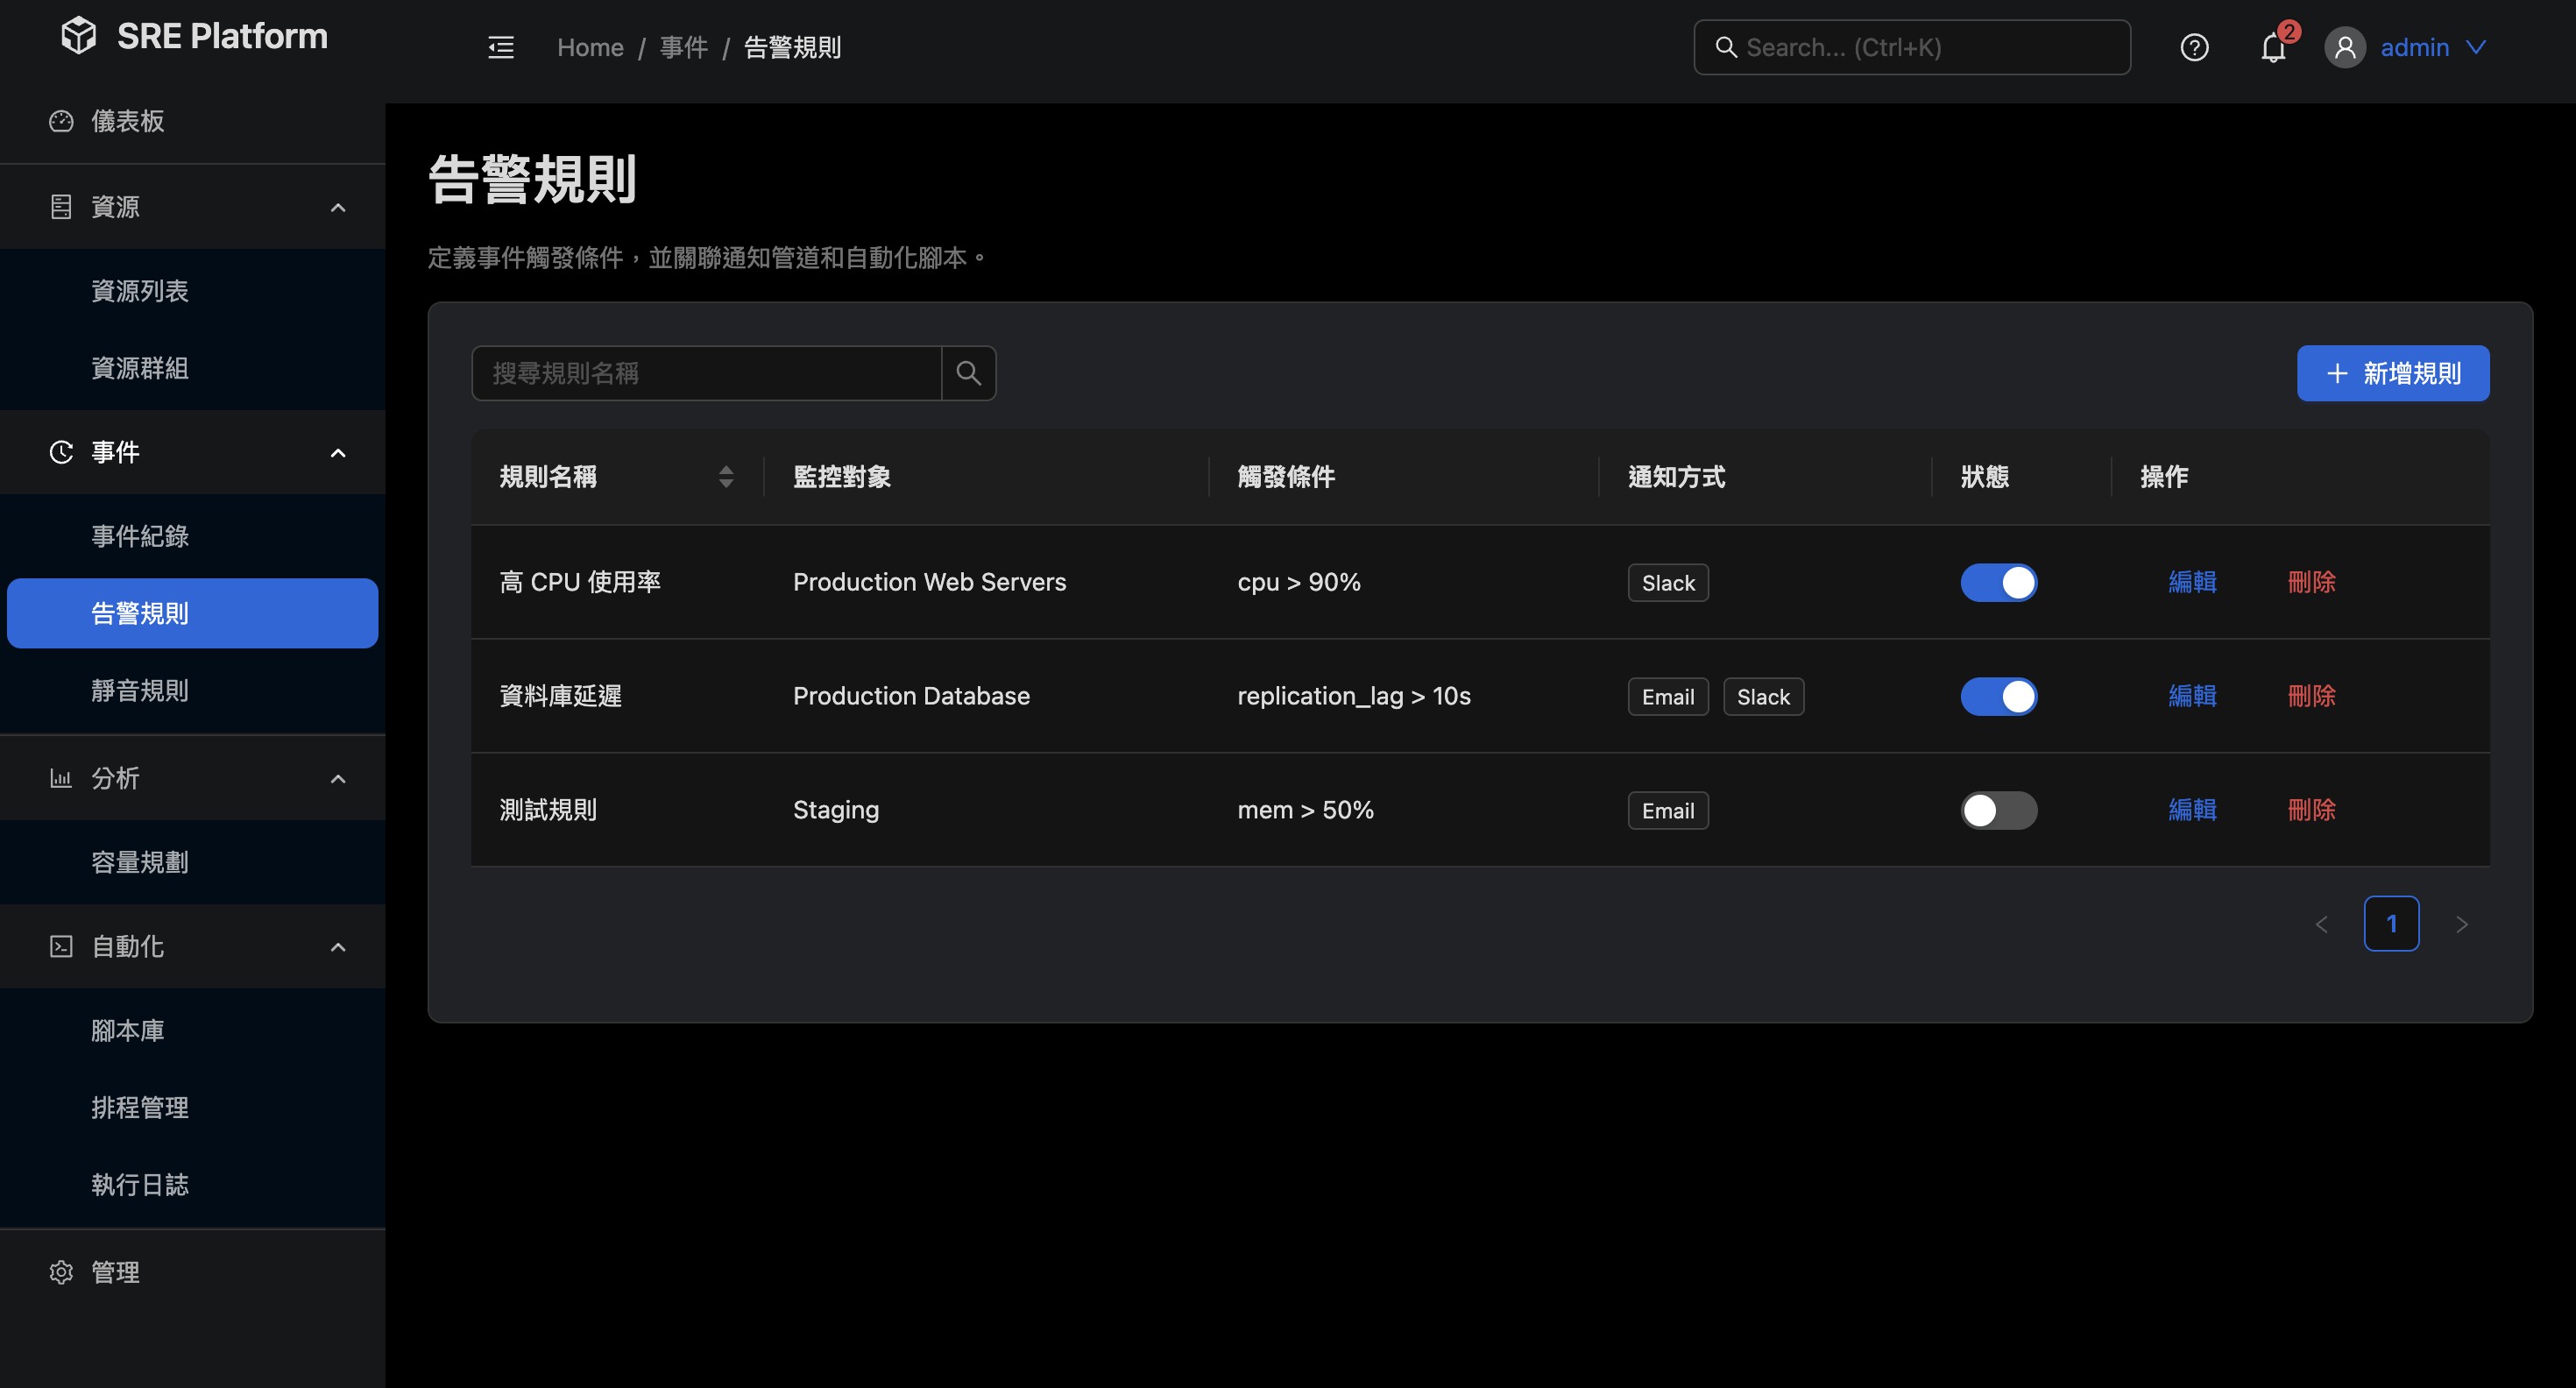 SRE Platform
Home / 事件 / 告警規則
Search... (Ctrl+K)
2
admin
儀表板
資源
資源列表
資源群組
事件
事件紀錄
告警規則
靜音規則
分析
容量規劃
自動化
腳本庫
排程管理
執行日誌
管理
告警規則
定義事件觸發條件，並關聯通知管道和自動化腳本。
搜尋規則名稱
新增規則
規則名稱 監控對象 觸發條件 通知方式 狀態 操作
高 CPU 使用率 Production Web Servers cpu > 90% Slack 編輯 刪除
資料庫延遲 Production Database replication_lag > 10s Email Slack 編輯 刪除
測試規則 Staging mem > 50% Email 編輯 刪除
1